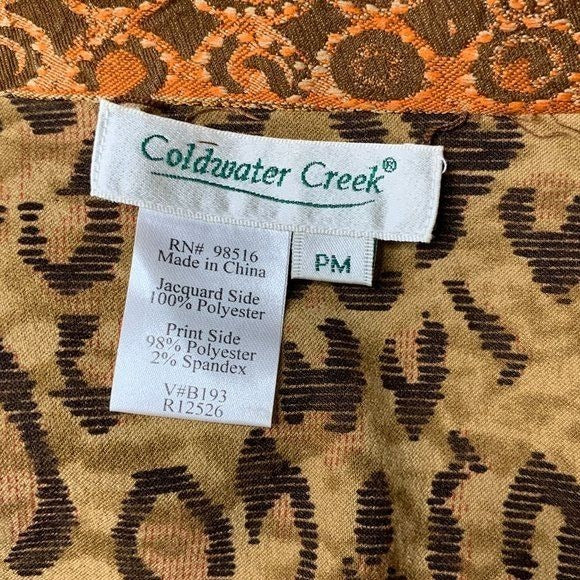 Coldwater Creek®
PM
RN# 98516
Made in China
Jacquard Side
100% Polyester
Print Side
98% Polyester
2% Spandex
V#B193
R12526